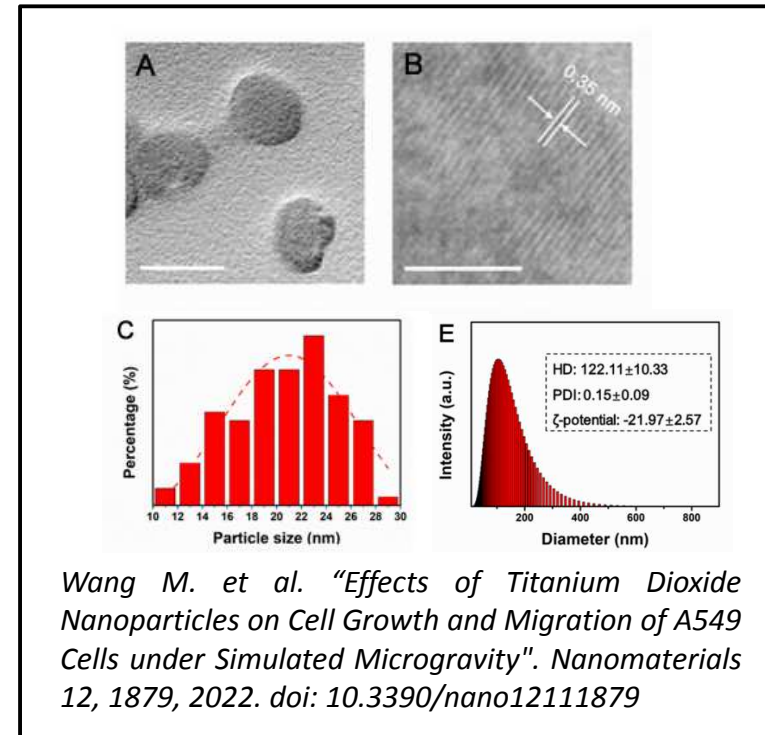 A
B
0.35 nm
C
Percentage (%)
10 12 14 16 18 20 22 24 26 28 30
Particle size (nm)
E
Intensity (a.u.)
HD: 122.11±10.33
PDI: 0.15±0.09
ζ-potential: -21.97±2.57
200 400 600 800
Diameter (nm)
Wang M. et al. “Effects of Titanium Dioxide
Nanoparticles on Cell Growth and Migration of A549
Cells under Simulated Microgravity". Nanomaterials
12, 1879, 2022. doi: 10.3390/nano12111879